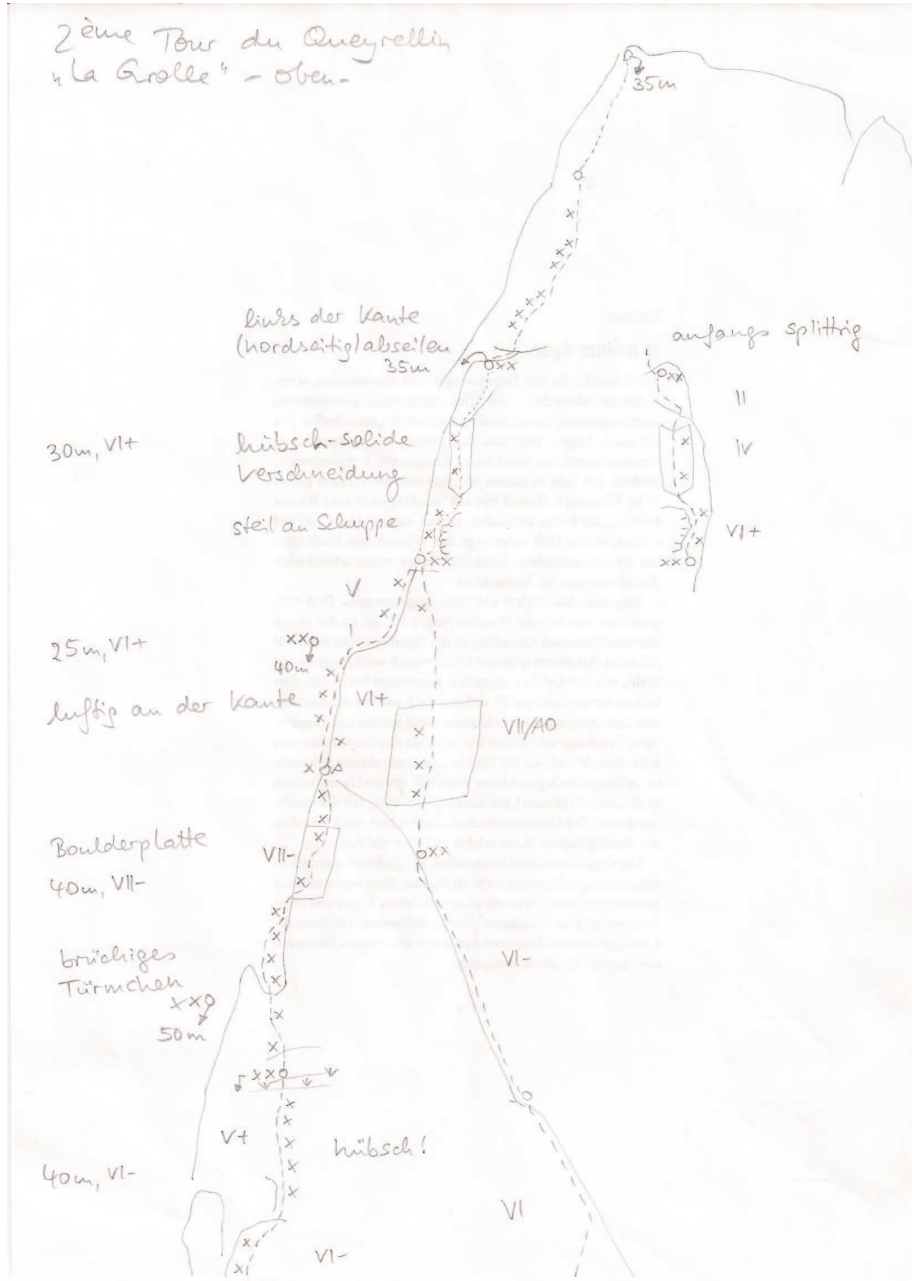 2ème Tour du Queyrellin
"La Grolle" - oben -
35m
links der Kante
(nordseitig) abseilen
35m
anfangs splittrig
II
30m, VI+
hübsch-solide
Verschneidung
IV
steil an Schuppe
VI+
V
25m, VI+
40m
luftig an der Kante
VI+
VII/A0
Boulderplatte
VII-
40m, VII-
brüchiges
Türmchen
VI-
50m
V+
hübsch!
40m, VI-
VI
VI-